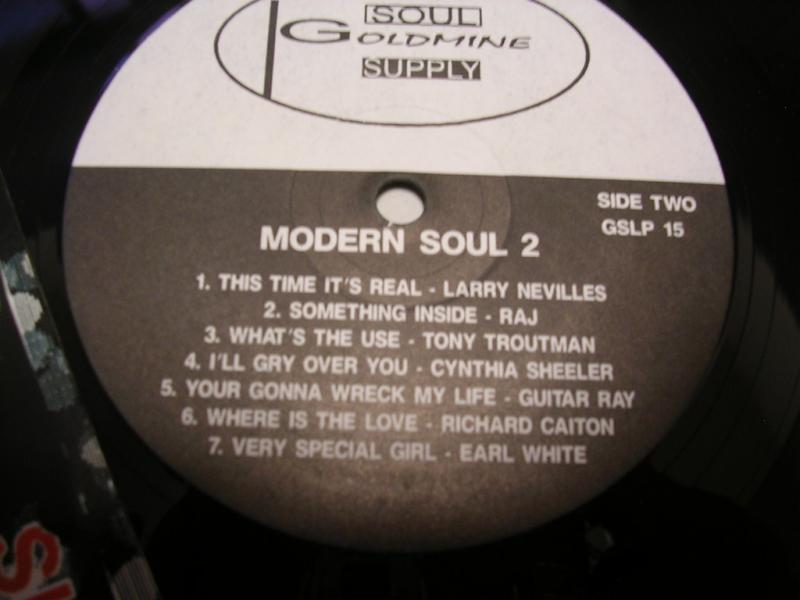 SOUL
GOLDMINE
SUPPLY
SIDE TWO
GSLP 15
MODERN SOUL 2
1. THIS TIME IT'S REAL - LARRY NEVILLES
2. SOMETHING INSIDE - RAJ
3. WHAT'S THE USE - TONY TROUTMAN
4. I'LL GRY OVER YOU - CYNTHIA SHEELER
5. YOUR GONNA WRECK MY LIFE - GUITAR RAY
6. WHERE IS THE LOVE - RICHARD CAITON
7. VERY SPECIAL GIRL - EARL WHITE